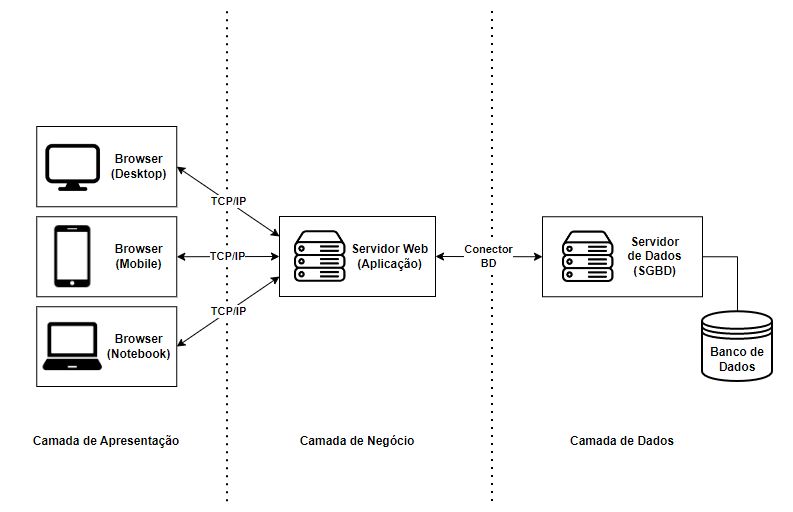 Browser
(Desktop)
TCP/IP
Browser
(Mobile)
TCP/IP
Browser
(Notebook)
TCP/IP
Servidor Web
(Aplicação)
Conector
BD
Servidor
de Dados
(SGBD)
Banco de
Dados
Camada de Apresentação
Camada de Negócio
Camada de Dados